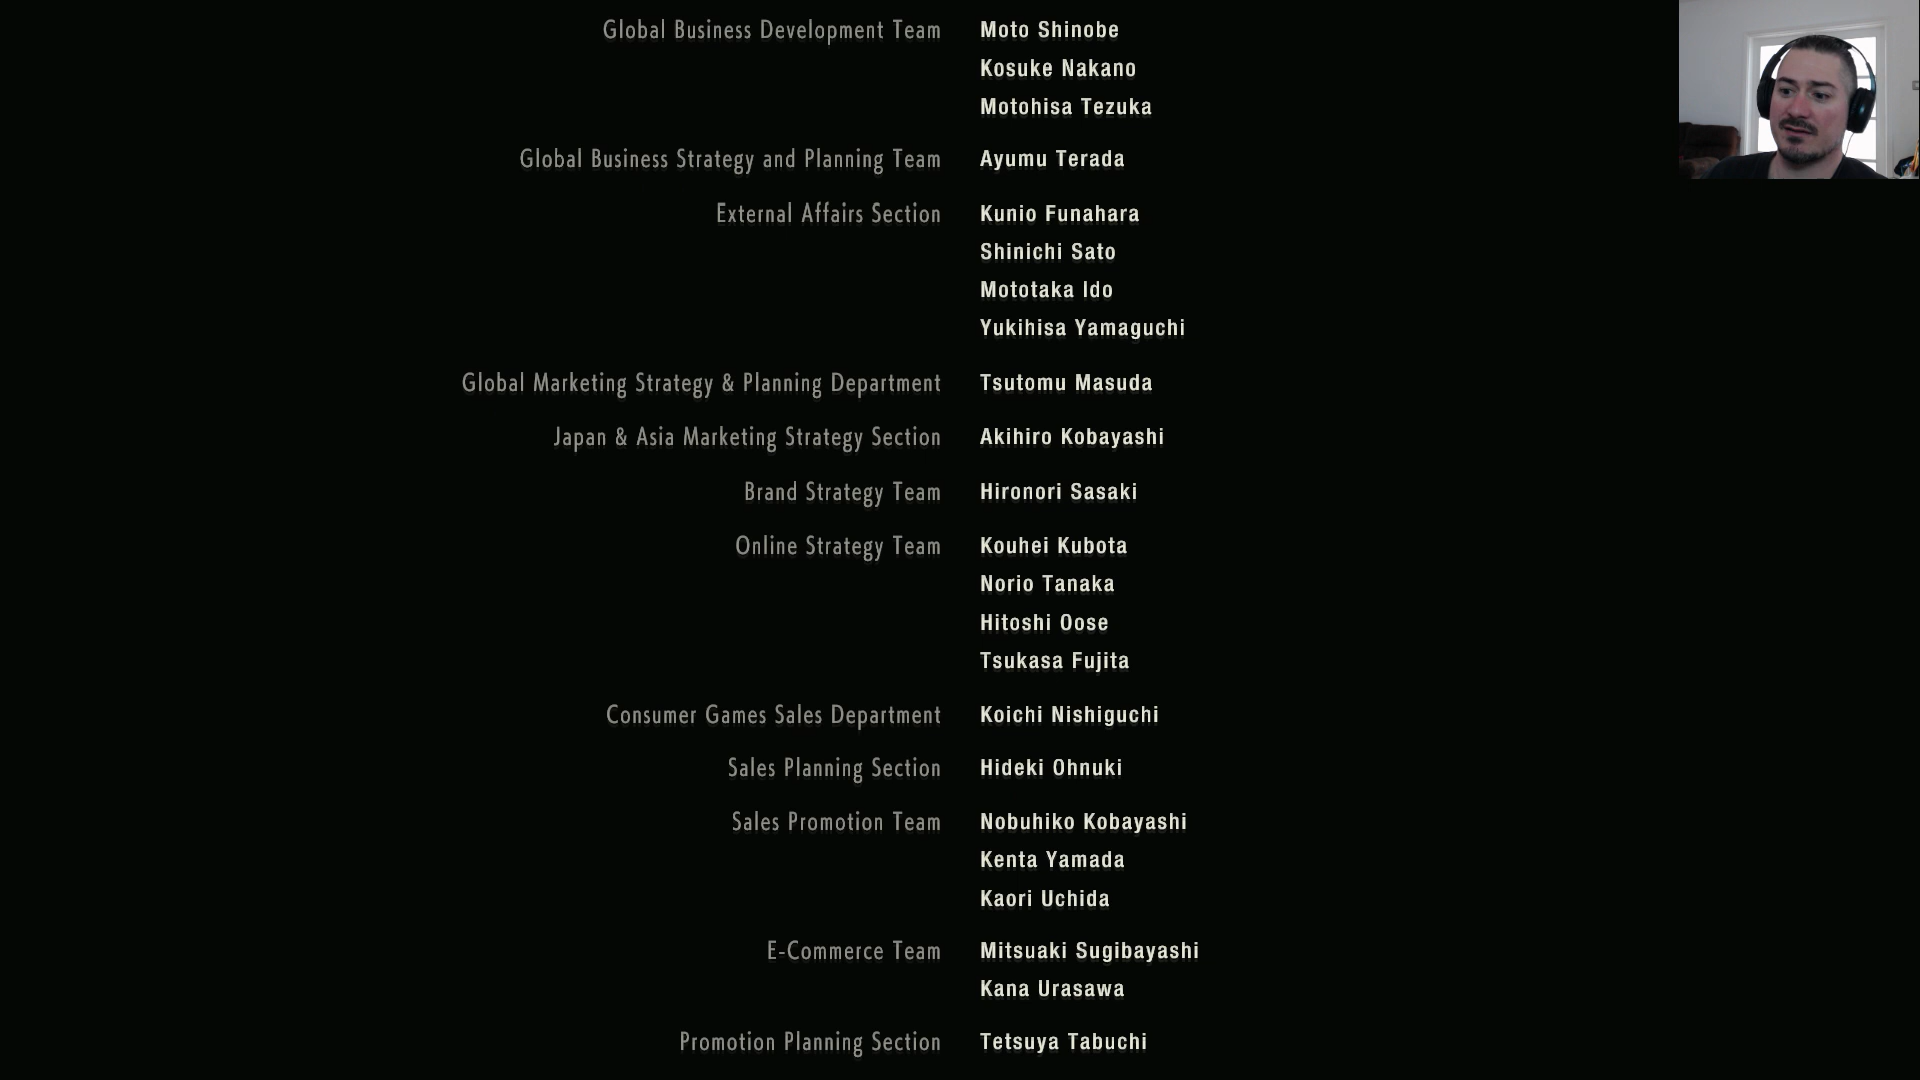 Global Business Development Team Moto Shinobe
Kosuke Nakano
Motohisa Tezuka
Global Business Strategy and Planning Team Ayumu Terada
External Affairs Section Kunio Funahara
Shinichi Sato
Mototaka Ido
Yukihisa Yamaguchi
Global Marketing Strategy & Planning Department Tsutomu Masuda
Japan & Asia Marketing Strategy Section Akihiro Kobayashi
Brand Strategy Team Hironori Sasaki
Online Strategy Team Kouhei Kubota
Norio Tanaka
Hitoshi Oose
Tsukasa Fujita
Consumer Games Sales Department Koichi Nishiguchi
Sales Planning Section Hideki Ohnuki
Sales Promotion Team Nobuhiko Kobayashi
Kenta Yamada
Kaori Uchida
E-Commerce Team Mitsuaki Sugibayashi
Kana Urasawa
Promotion Planning Section Tetsuya Tabuchi